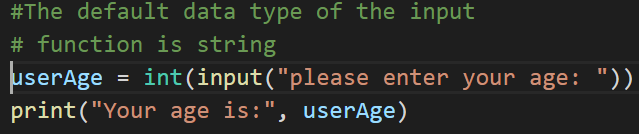 #The default data type of the input
# function is string
userAge = int(input("please enter your age: "))
print("Your age is:", userAge)